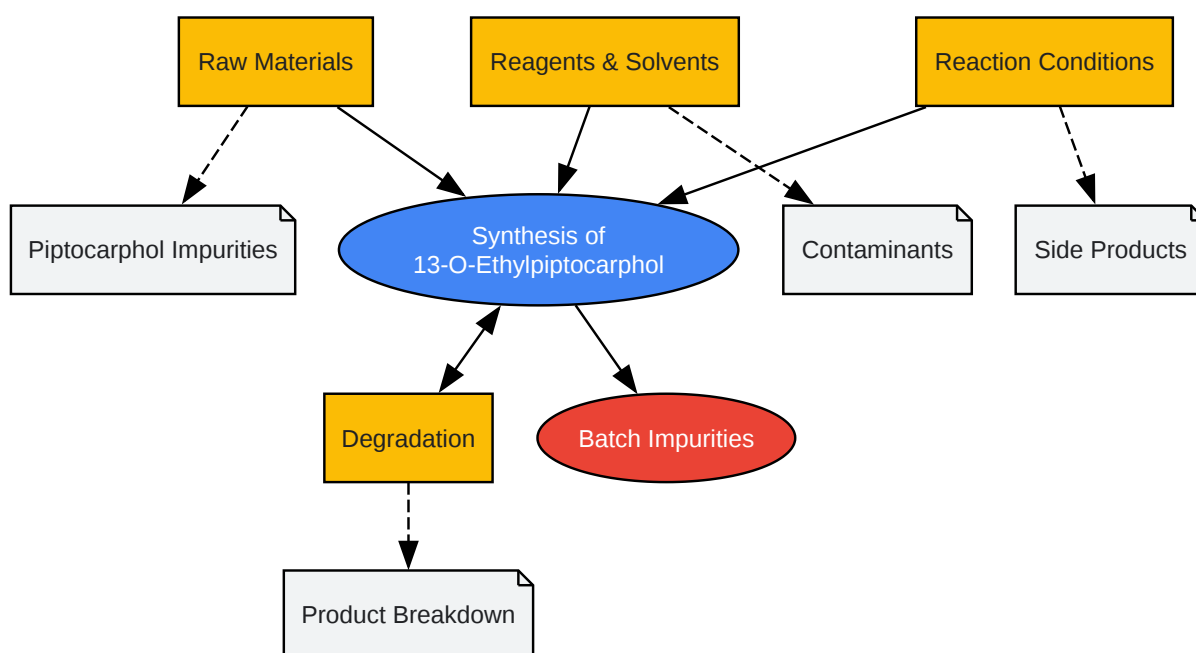 Raw Materials
Reagents & Solvents
Reaction Conditions
Piptocarphol Impurities
Synthesis of
13-O-Ethylpiptocarphol
Contaminants
Side Products
Degradation
Batch Impurities
Product Breakdown